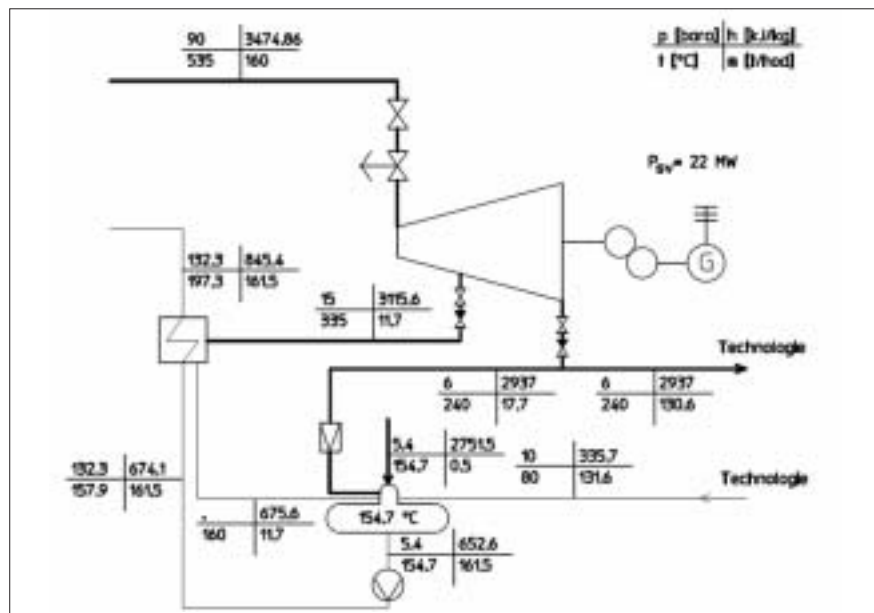 90 3474.86
535 160
p [bara] h [kJ/kg]
t [°C] m [t/hod]
Psv= 22 MW
G
132.3 845.4
197.3 161.5
15 3115.6
335 11.7
Technologie
6 2937
240 17.7
6 2937
240 130.6
5.4 2751.5
154.7 0.5
10 335.7
80 131.6
132.3 674.1
157.9 161.5
Technologie
- 675.6
160 11.7
154.7 °C
5.4 652.6
154.7 161.5